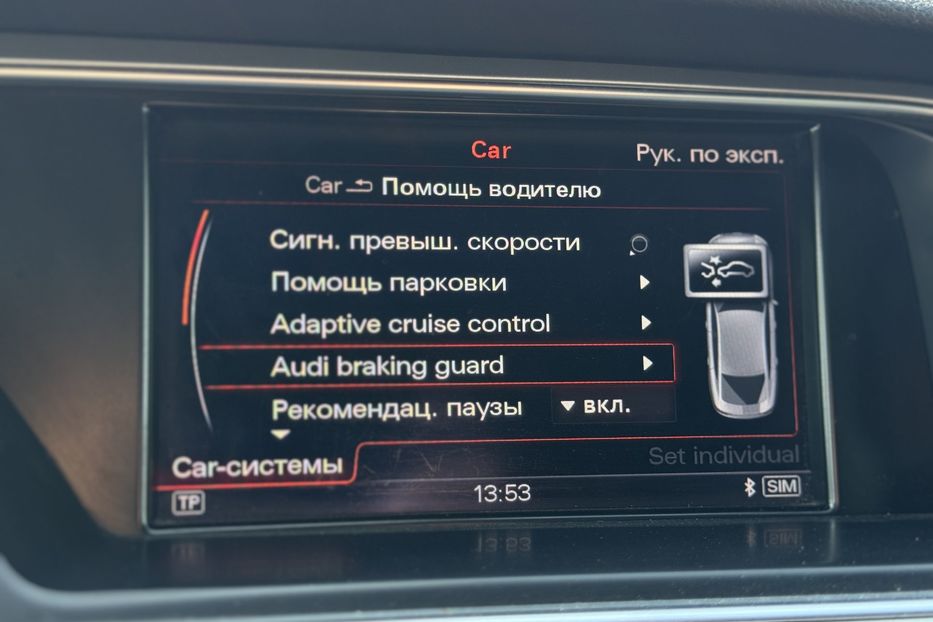 Car
Рук. по эксп.
Car Помощь водителю
Сигн. превыш. скорости
Помощь парковки
Adaptive cruise control
Audi braking guard
Рекомендац. паузы вкл.
Set individual
Car-системы
TP 13:53 SIM